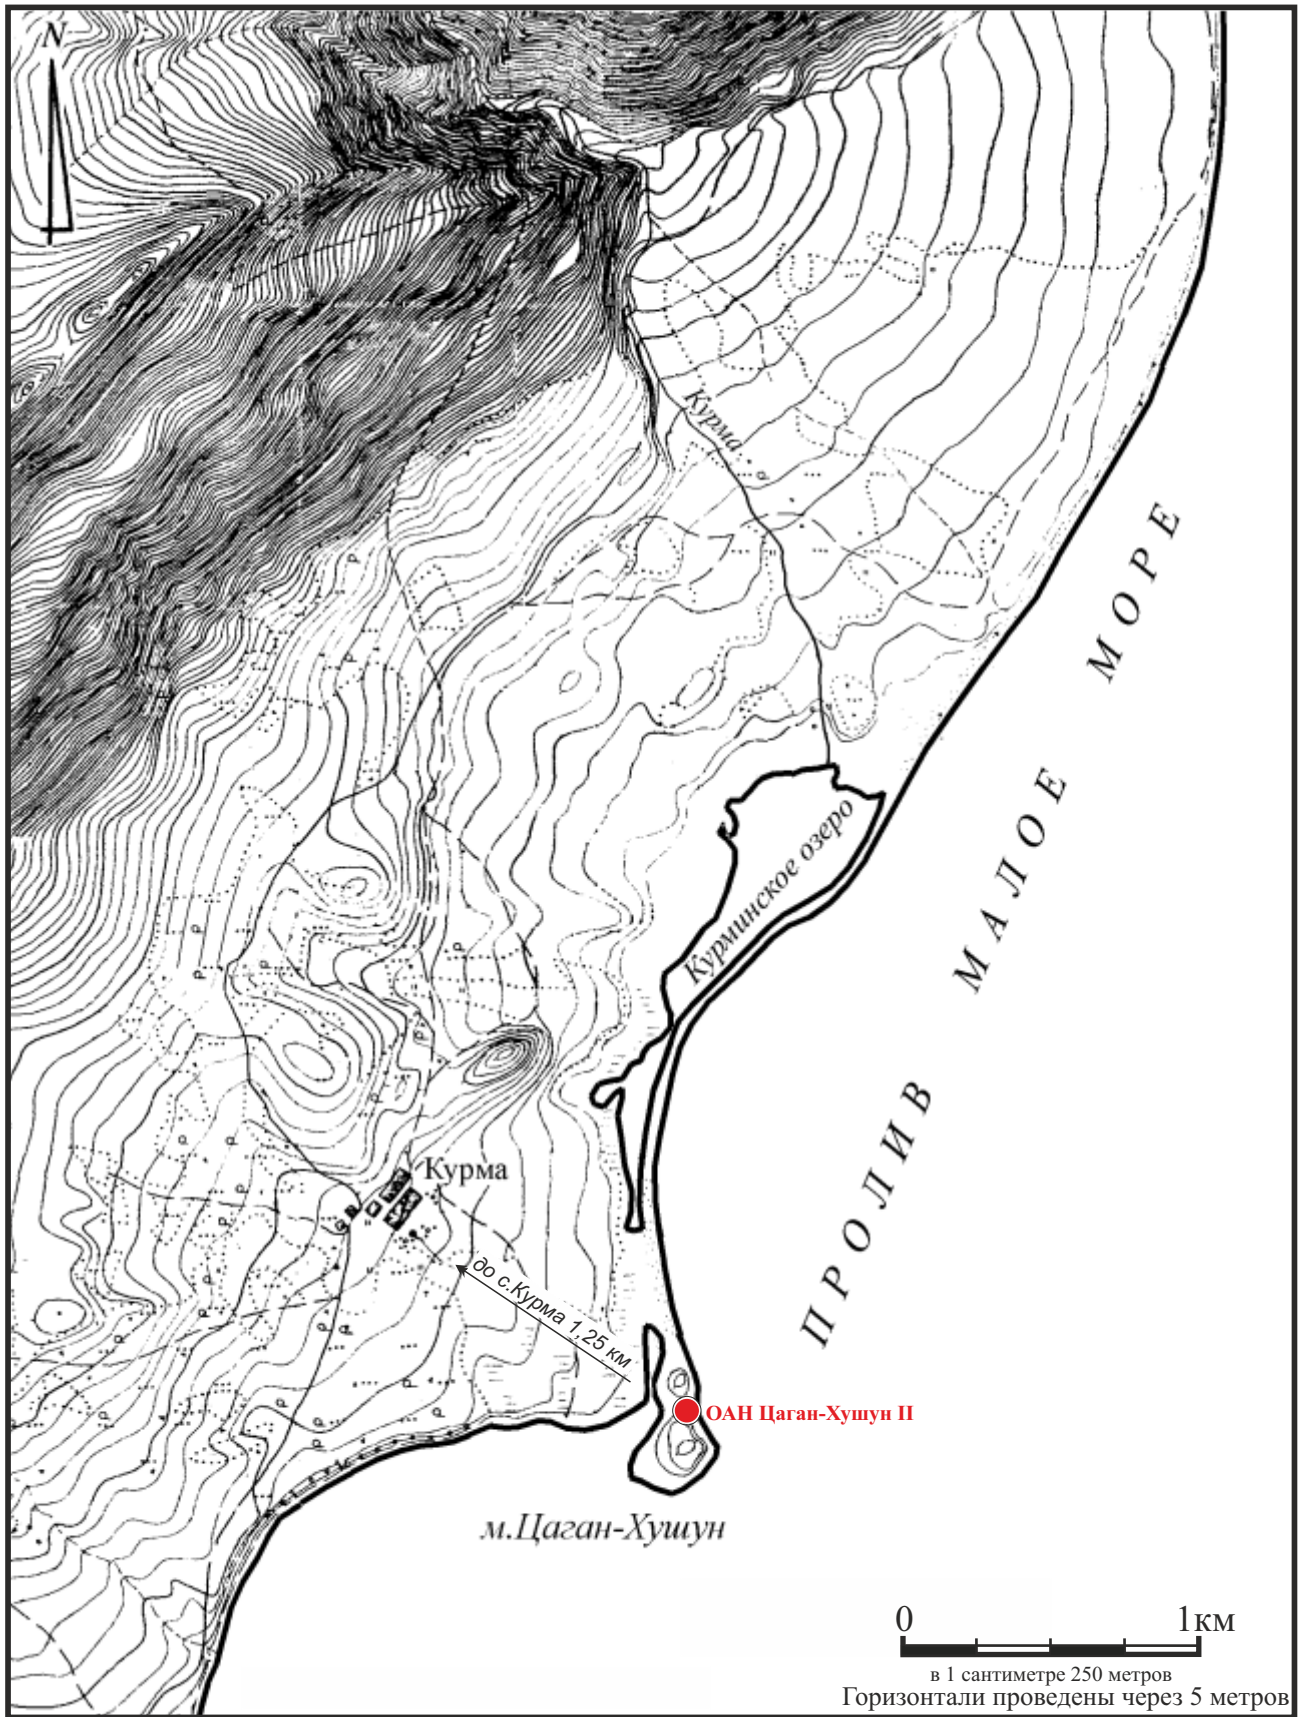 N
Курма
ПРОЛИВ МАЛОЕ МОРЕ
Курминское озеро
Курма
до с.Курма 1,25 км
ОАН Цаган-Хушун II
м.Цаган-Хушун
0 1км
в 1 сантиметре 250 метров
Горизонтали проведены через 5 метров